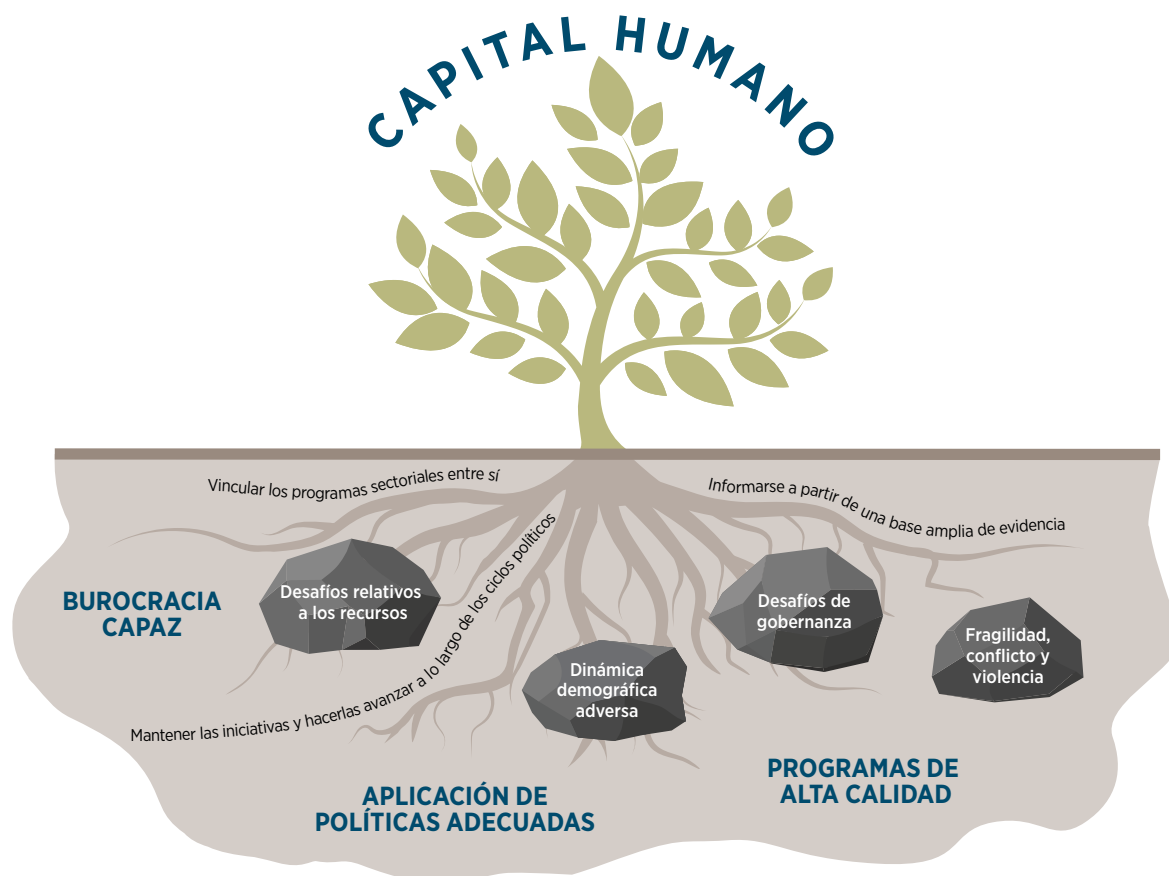 CAPITAL HUMANO
Vincular los programas sectoriales entre sí
Informarse a partir de una base amplia de evidencia
BUROCRACIA
CAPAZ
Desafíos relativos
a los recursos
Desafíos de
gobernanza
Fragilidad,
conflicto y
violencia
Mantener las iniciativas y hacerlas avanzar a lo largo de los ciclos políticos
Dinámica
demográfica
adversa
APLICACIÓN DE
POLÍTICAS ADECUADAS
PROGRAMAS DE
ALTA CALIDAD